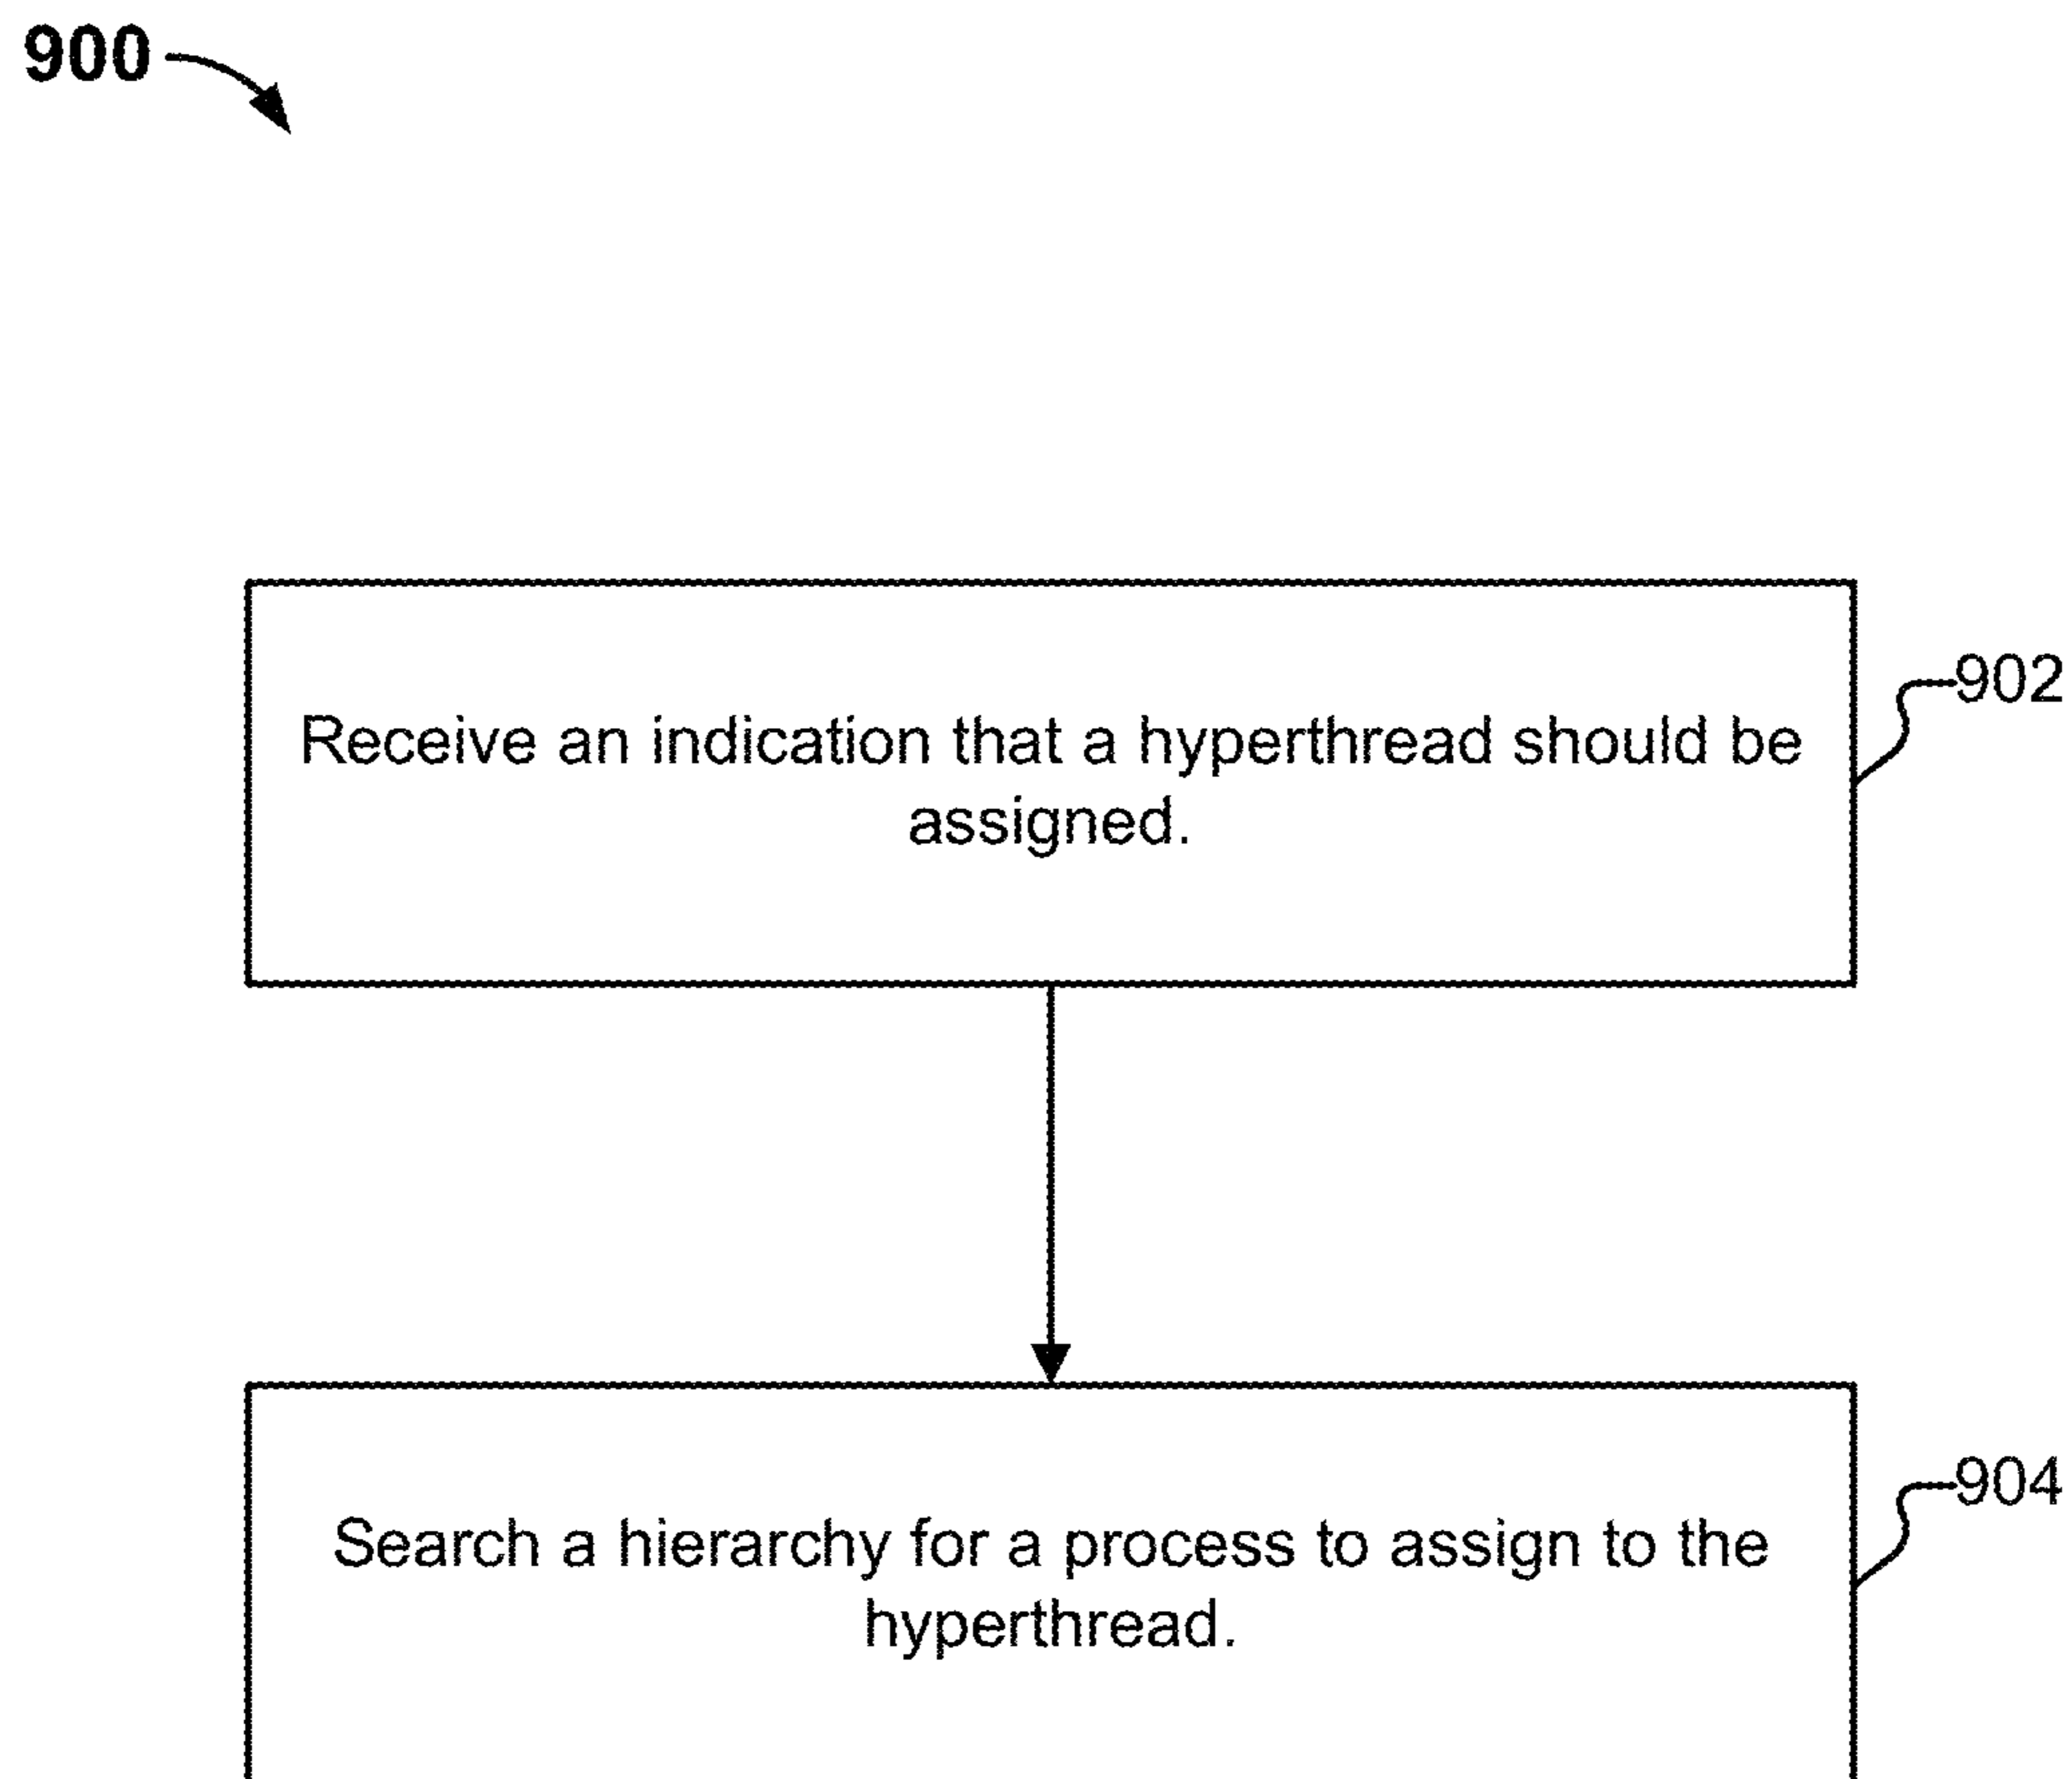 900
902
Receive an indication that a hyperthread should be
assigned.
904
Search a hierarchy for a process to assign to the
hyperthread.